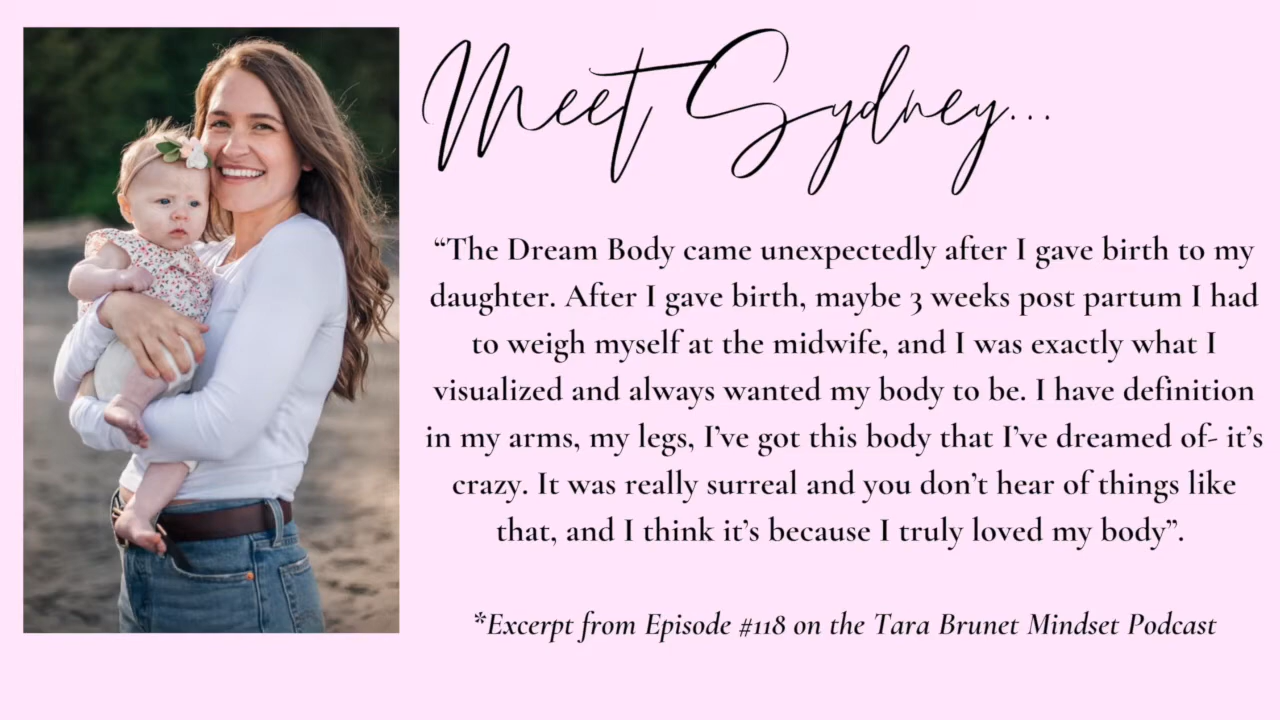 Meet Sydney...
“The Dream Body came unexpectedly after I gave birth to my
daughter. After I gave birth, maybe 3 weeks post partum I had
to weigh myself at the midwife, and I was exactly what I
visualized and always wanted my body to be. I have definition
in my arms, my legs, I’ve got this body that I’ve dreamed of- it’s
crazy. It was really surreal and you don’t hear of things like
that, and I think it’s because I truly loved my body”.
*Excerpt from Episode #118 on the Tara Brunet Mindset Podcast